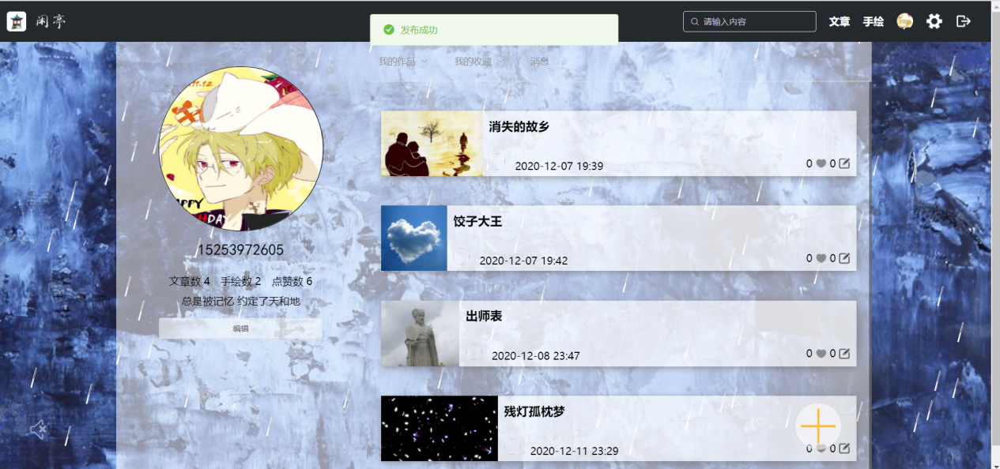 闲亭
发布成功
请输入内容
文章
手绘
我的作品
我的收藏
消息
11.12
HAPPY
HDAY
15253972605
文章数 4 手绘数 2 点赞数 6
总是被记忆 约定了天和地
编辑
消失的故乡
2020-12-07 19:39
0 0
饺子大王
2020-12-07 19:42
0 0
出师表
2020-12-08 23:47
0 0
残灯孤枕梦
2020-12-11 23:29
0 0